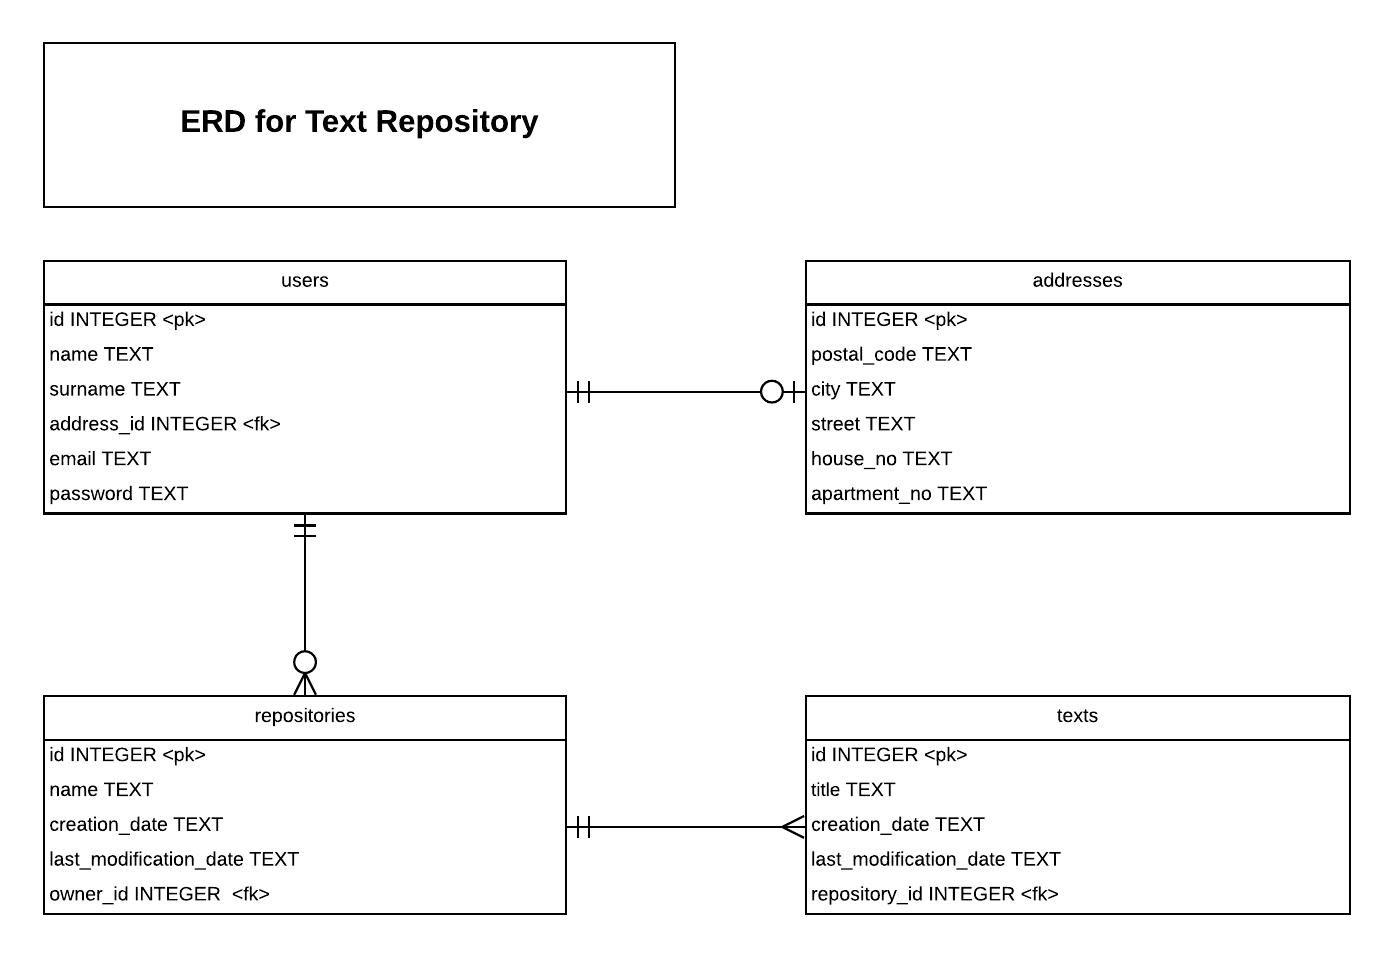 ERD for Text Repository
users
id INTEGER <pk>
name TEXT
surname TEXT
address_id INTEGER <fk>
email TEXT
password TEXT
addresses
id INTEGER <pk>
postal_code TEXT
city TEXT
street TEXT
house_no TEXT
apartment_no TEXT
repositories
id INTEGER <pk>
name TEXT
creation_date TEXT
last_modification_date TEXT
owner_id INTEGER  <fk>
texts
id INTEGER <pk>
title TEXT
creation_date TEXT
last_modification_date TEXT
repository_id INTEGER <fk>